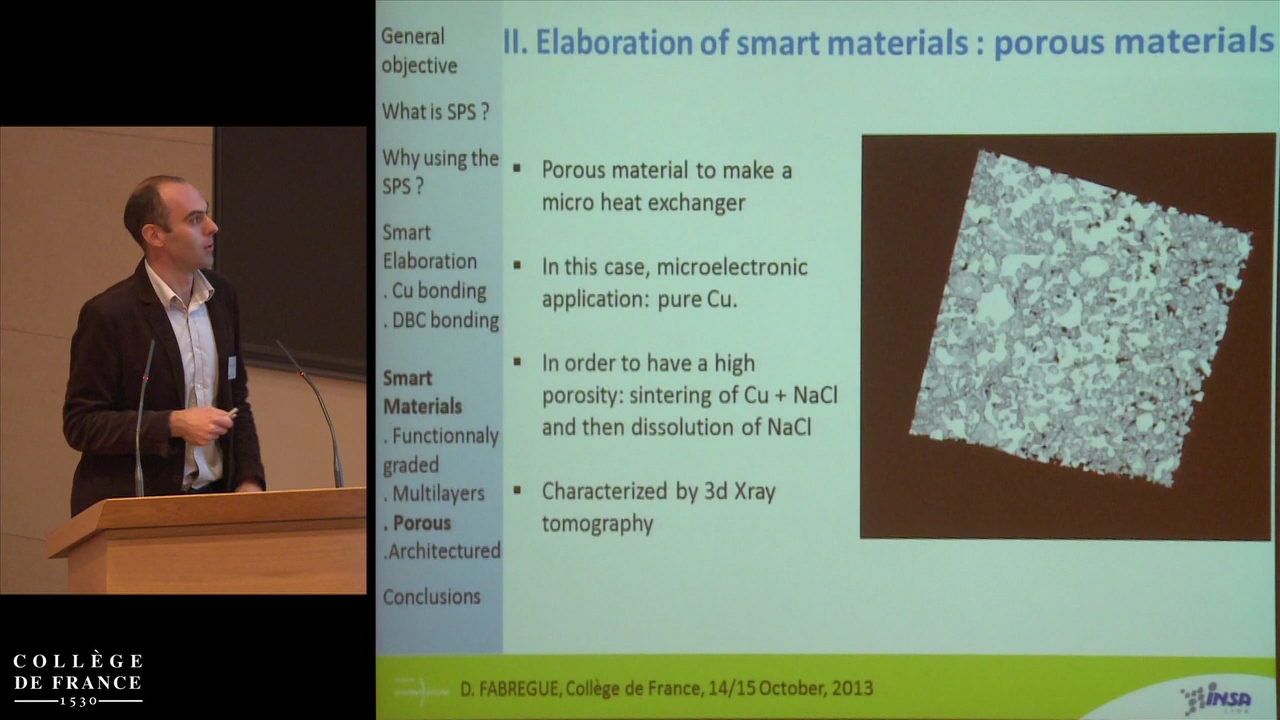 General
objective
What is SPS ?
Why using the
SPS ?
Smart
Elaboration
. Cu bonding
. DBC bonding
Smart
Materials
. Functionnaly
graded
. Multilayers
. Porous
.Architectured
Conclusions
II. Elaboration of smart materials : porous materials
▪ Porous material to make a
micro heat exchanger
▪ In this case, microelectronic
application: pure Cu.
▪ In order to have a high
porosity: sintering of Cu + NaCl
and then dissolution of NaCl
▪ Characterized by 3d Xray
tomography
D. FABREGUE, Collège de France, 14/15 October, 2013
INSA
COLLÈGE
DE FRANCE
1530